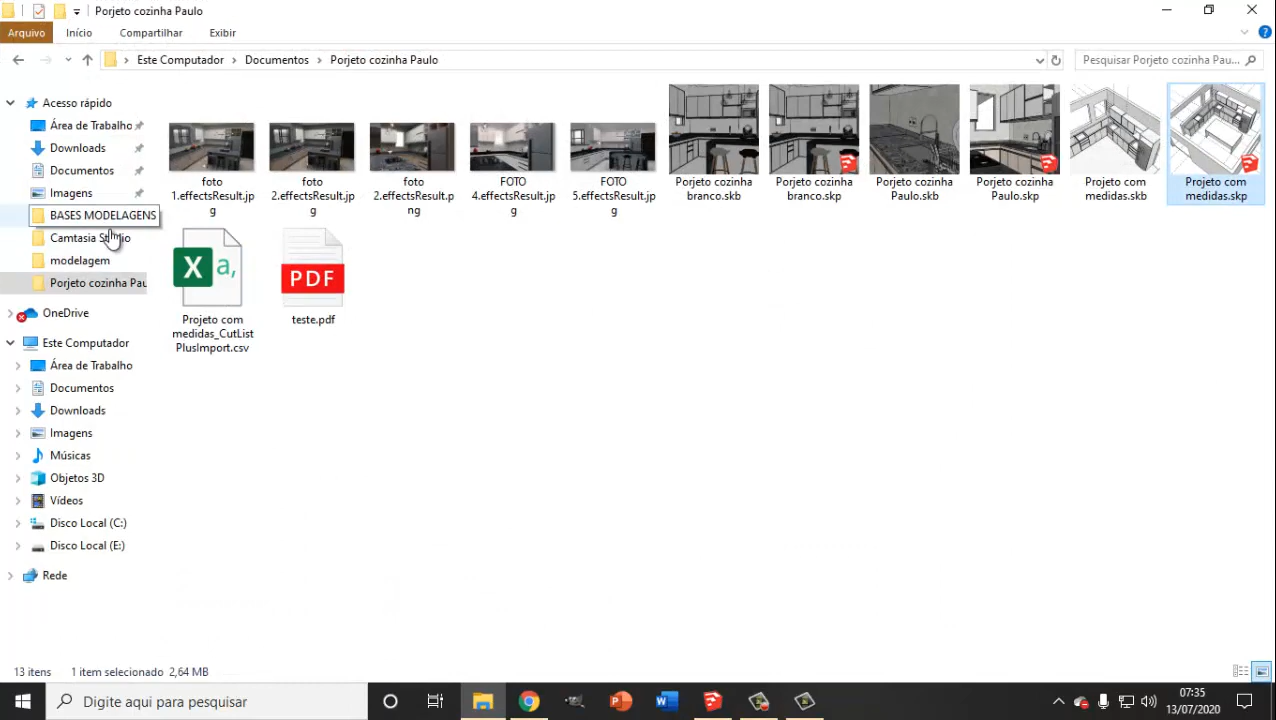 Porjeto cozinha Paulo
Arquivo
Início
Compartilhar
Exibir
Este Computador
Documentos
Porjeto cozinha Paulo
Pesquisar Porjeto cozinha Pau...
Acesso rápido
Área de Trabalho
Downloads
Documentos
Imagens
BASES MODELAGENS
Camtasia Studio
modelagem
Porjeto cozinha Pau
OneDrive
Este Computador
Área de Trabalho
Documentos
Downloads
Imagens
Músicas
Objetos 3D
Vídeos
Disco Local (C:)
Disco Local (E:)
Rede
foto
1.effectsResult.jp
g
foto
2.effectsResult.jp
g
foto
2.effectsResult.p
ng
FOTO
4.effectsResult.jp
g
FOTO
5.effectsResult.jp
g
Porjeto cozinha
branco.skb
Porjeto cozinha
branco.skp
Porjeto cozinha
Paulo.skb
Porjeto cozinha
Paulo.skp
Projeto com
medidas.skb
Projeto com
medidas.skp
X a,
Projeto com
medidas_CutList
PlusImport.csv
PDF
teste.pdf
13 itens
1 item selecionado 2,64 MB
Digite aqui para pesquisar
07:35
13/07/2020